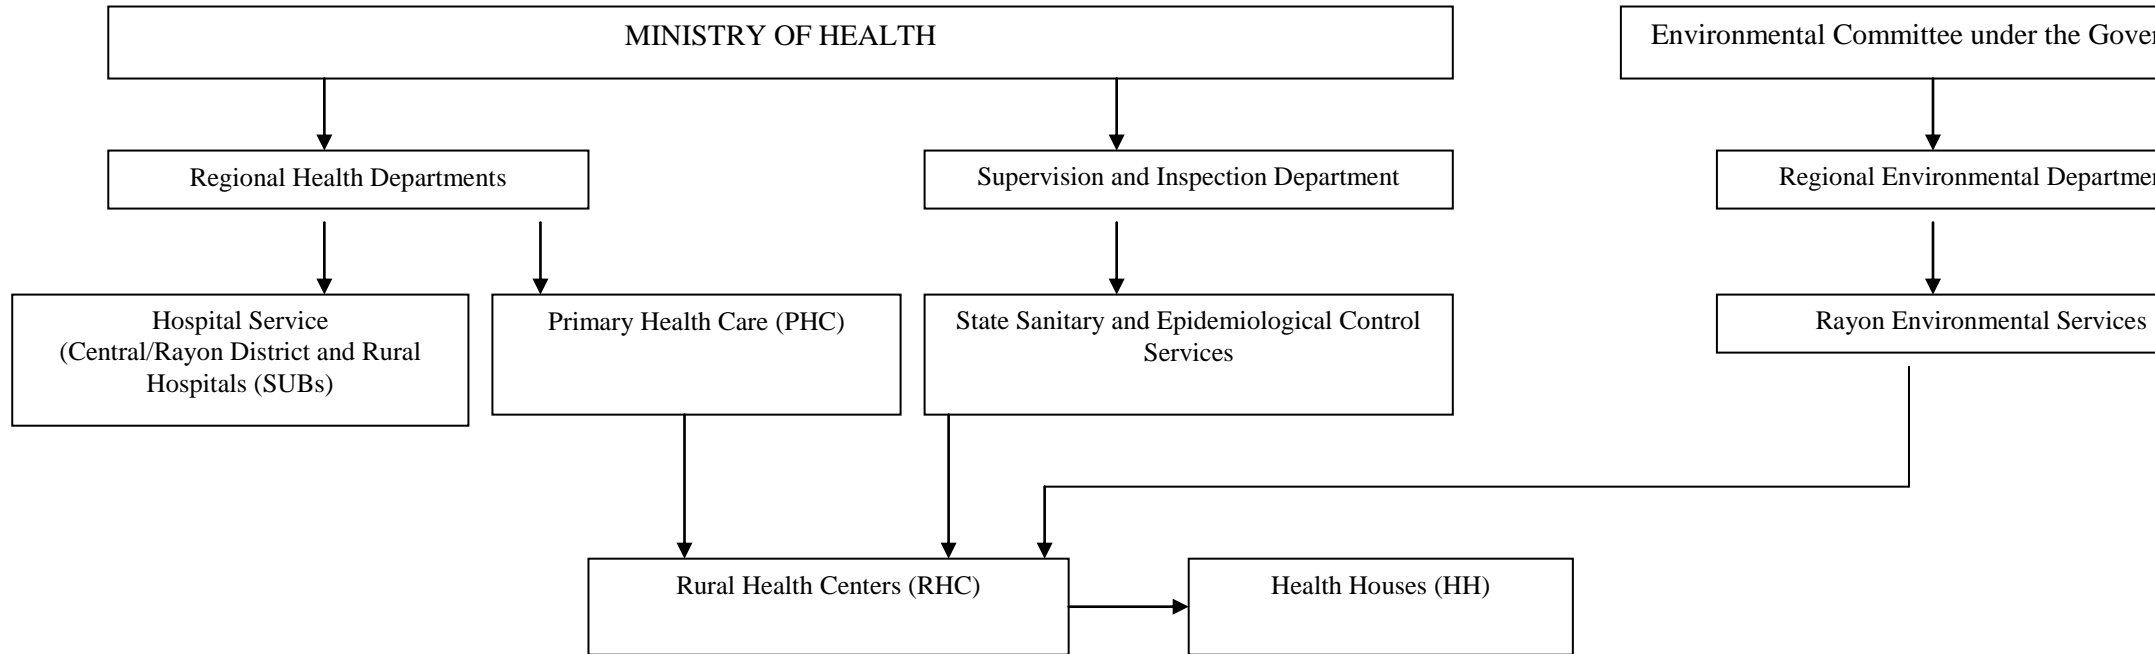 MINISTRY OF HEALTH
Environmental Committee under the
Regional Health Departments
Supervision and Inspection Department
Regional Environmental
Hospital Service
(Central/Rayon District and Rural
Hospitals (SUBs)
Primary Health Care (PHC)
State Sanitary and Epidemiological Control
Services
Rayon Environmental Services
Rural Health Centers (RHC)
Health Houses (HH)